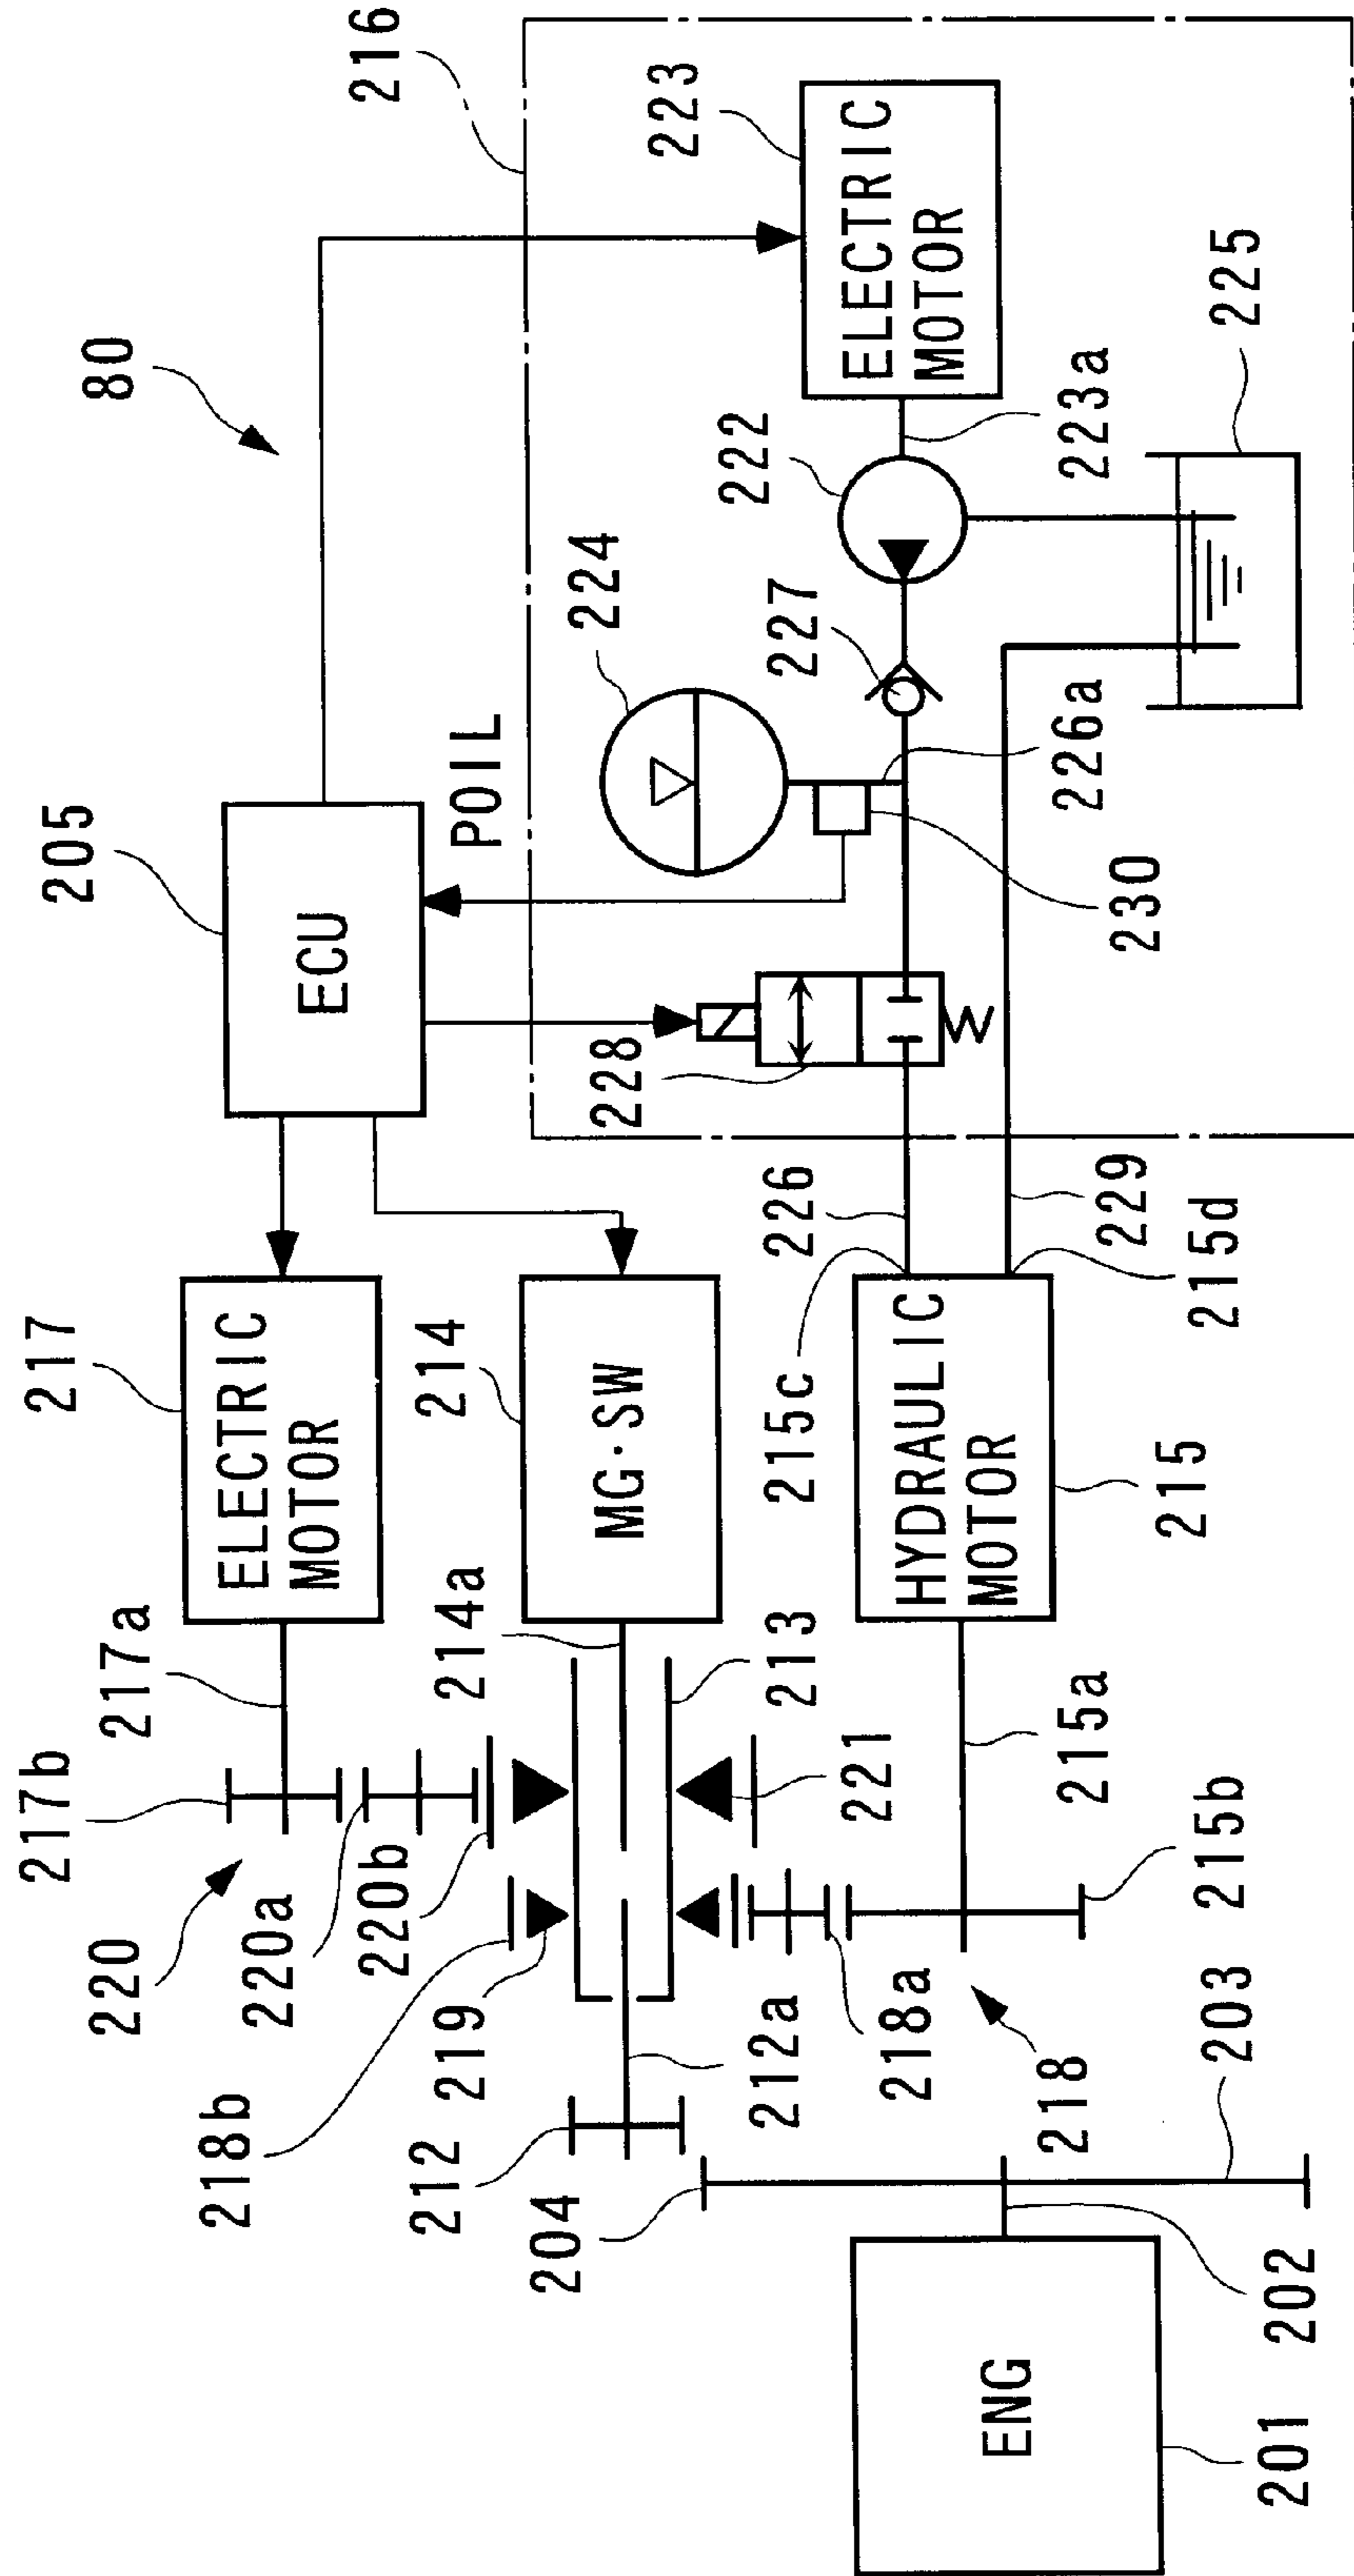 80
216
205
ECU
POIL
224
223
ELECTRIC
MOTOR
222
223a
227
225
226a
230
228
217
ELECTRIC
MOTOR
217a
217b
220
220a
220b
214
MG·SW
214a
213
221
219
218b
212
212a
218a
218
226
229
215c
215d
HYDRAULIC
MOTOR
215
215a
215b
204
203
202
ENG
201